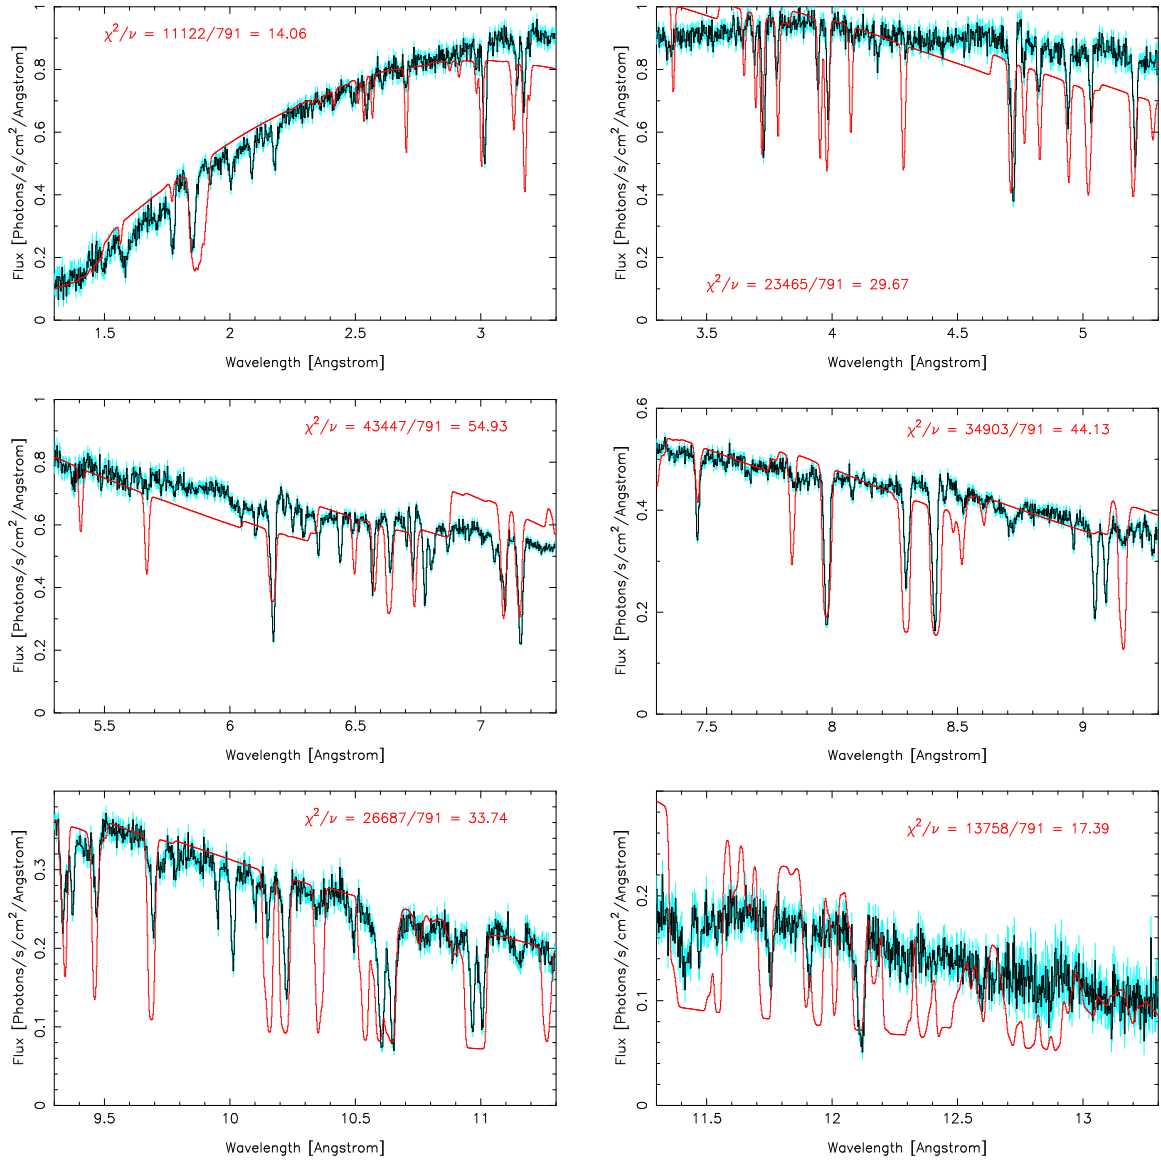 χ²/ν = 11122/791 = 14.06
Flux [Photons/s/cm²/Angstrom]
0 0.2 0.4 0.6 0.8 1
1.5 2 2.5 3
Wavelength [Angstrom]
χ²/ν = 23465/791 = 29.67
Flux [Photons/s/cm²/Angstrom]
0 0.2 0.4 0.6 0.8 1
3.5 4 4.5 5
Wavelength [Angstrom]
χ²/ν = 43447/791 = 54.93
Flux [Photons/s/cm²/Angstrom]
0 0.2 0.4 0.6 0.8 1
5.5 6 6.5 7
Wavelength [Angstrom]
χ²/ν = 34903/791 = 44.13
Flux [Photons/s/cm²/Angstrom]
0 0.2 0.4 0.6
7.5 8 8.5 9
Wavelength [Angstrom]
χ²/ν = 26687/791 = 33.74
Flux [Photons/s/cm²/Angstrom]
0 0.1 0.2 0.3
9.5 10 10.5 11
Wavelength [Angstrom]
χ²/ν = 13758/791 = 17.39
Flux [Photons/s/cm²/Angstrom]
0 0.1 0.2
11.5 12 12.5 13
Wavelength [Angstrom]